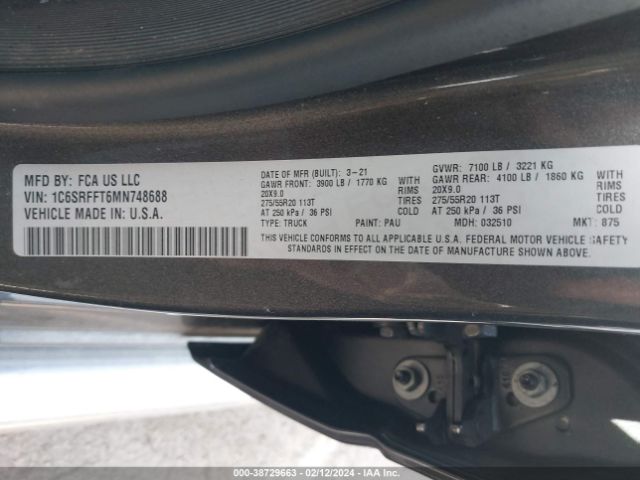 MFD BY: FCA US LLC
VIN: 1C6SRFFT6MN748688
VEHICLE MADE IN: U.S.A.
DATE OF MFR (BUILT): 3-21
GAWR FRONT: 3900 LB / 1770 KG WITH
20X9.0 RIMS
275/55R20 113T TIRES
AT 250 kPa / 36 PSI
TYPE: TRUCK PAINT: PAU
GVWR: 7100 LB / 3221 KG
GAWR REAR: 4100 LB / 1860 KG WITH
20X9.0 RIMS
275/55R20 113T TIRES
AT 250 kPa / 36 PSI
MDH: 032510 MKT: 875
THIS VEHICLE CONFORMS TO ALL APPLICABLE U.S.A. FEDERAL MOTOR VEHICLE SAFETY
STANDARDS IN EFFECT ON THE DATE OF MANUFACTURE SHOWN ABOVE.
000-38729663 - 02/12/2024 - IAA Inc.